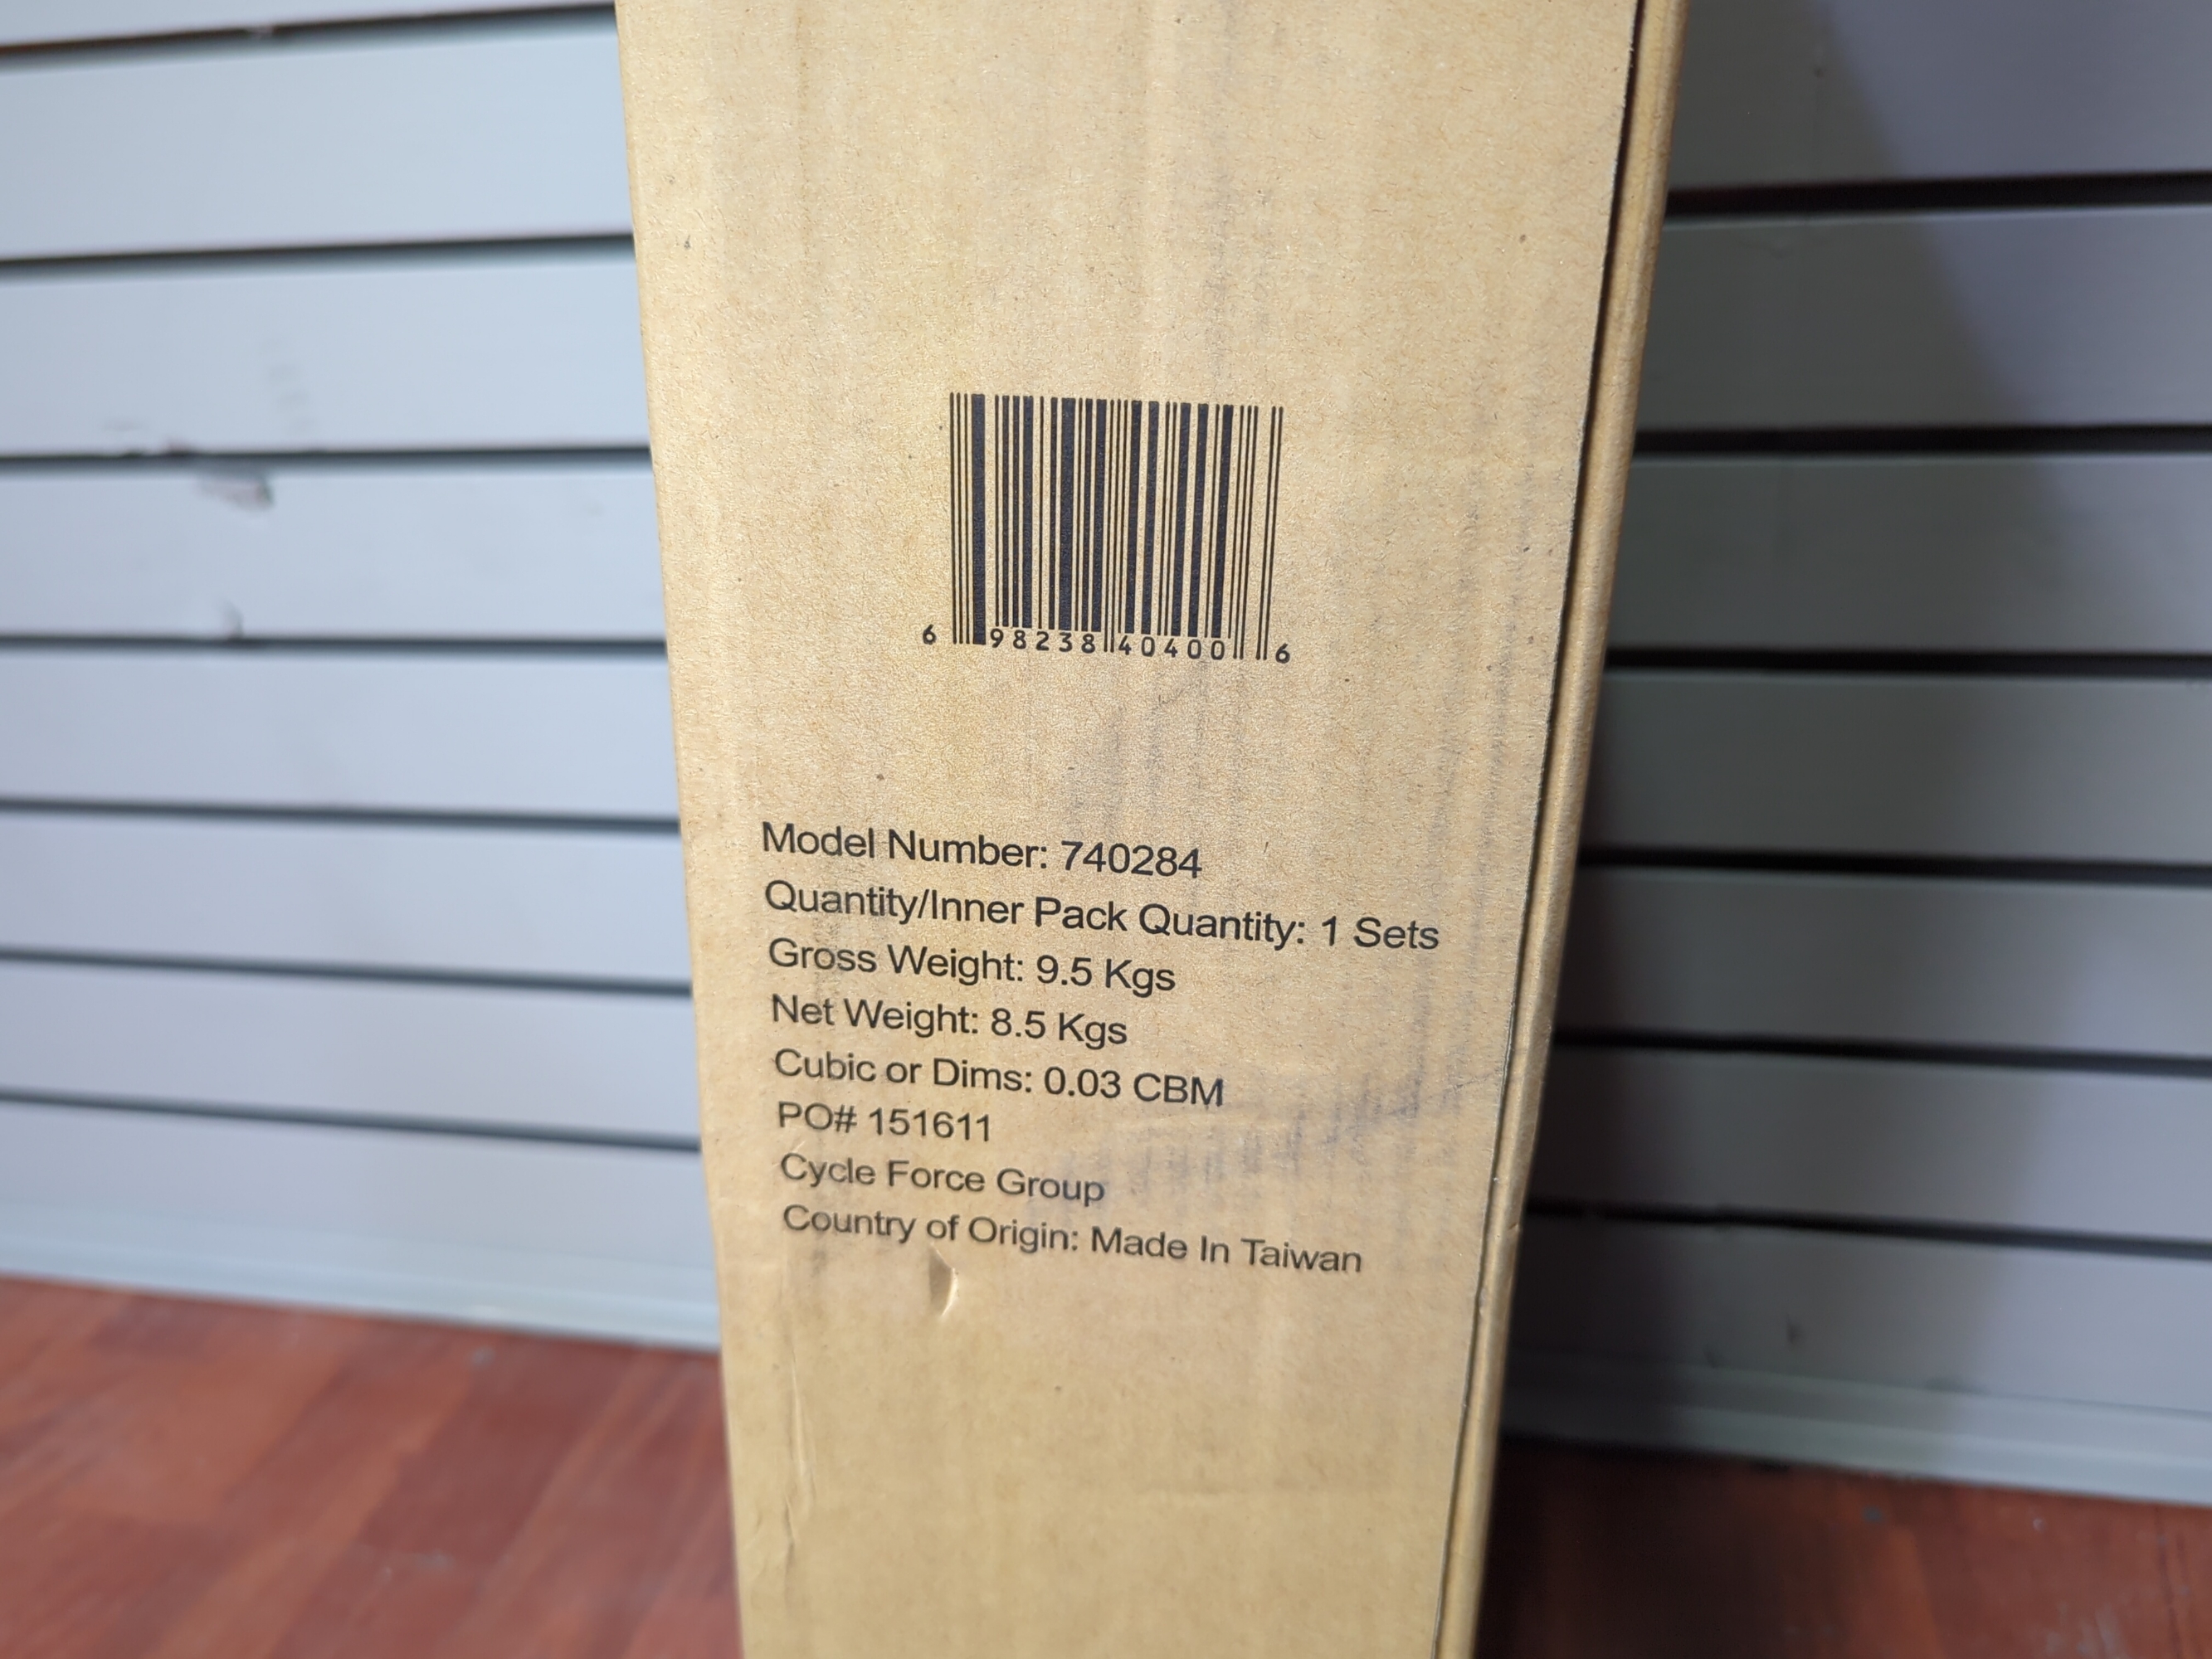 6 98238 40400 6
Model Number: 740284
Quantity/Inner Pack Quantity: 1 Sets
Gross Weight: 9.5 Kgs
Net Weight: 8.5 Kgs
Cubic or Dims: 0.03 CBM
PO# 151611
Cycle Force Group
Country of Origin: Made In Taiwan